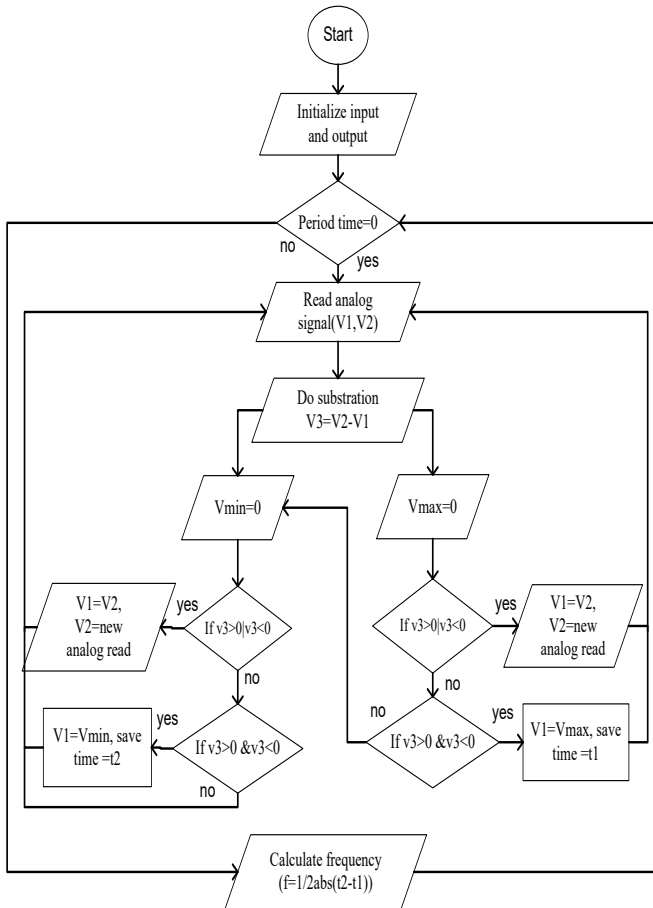 Start
Initialize input
and output
Period time=0
no
yes
Read analog
signal(V1,V2)
Do substration
V3=V2-V1
Vmin=0
Vmax=0
V1=V2,
V2=new
analog read
yes
If v3>0|v3<0
If v3>0|v3<0
yes
V1=V2,
V2=new
analog read
no
no
V1=Vmin, save
time =t2
yes
If v3>0 &v3<0
no
no
If v3>0 &v3<0
yes
V1=Vmax, save
time =t1
Calculate frequency
(f=1/2abs(t2-t1))